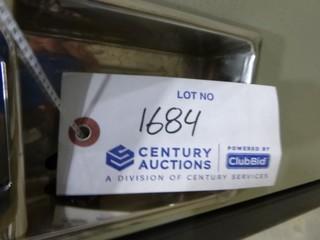 LOT NO
1684
CENTURY AUCTIONS
POWERED BY
ClubBid
A DIVISION OF CENTURY SERVICES